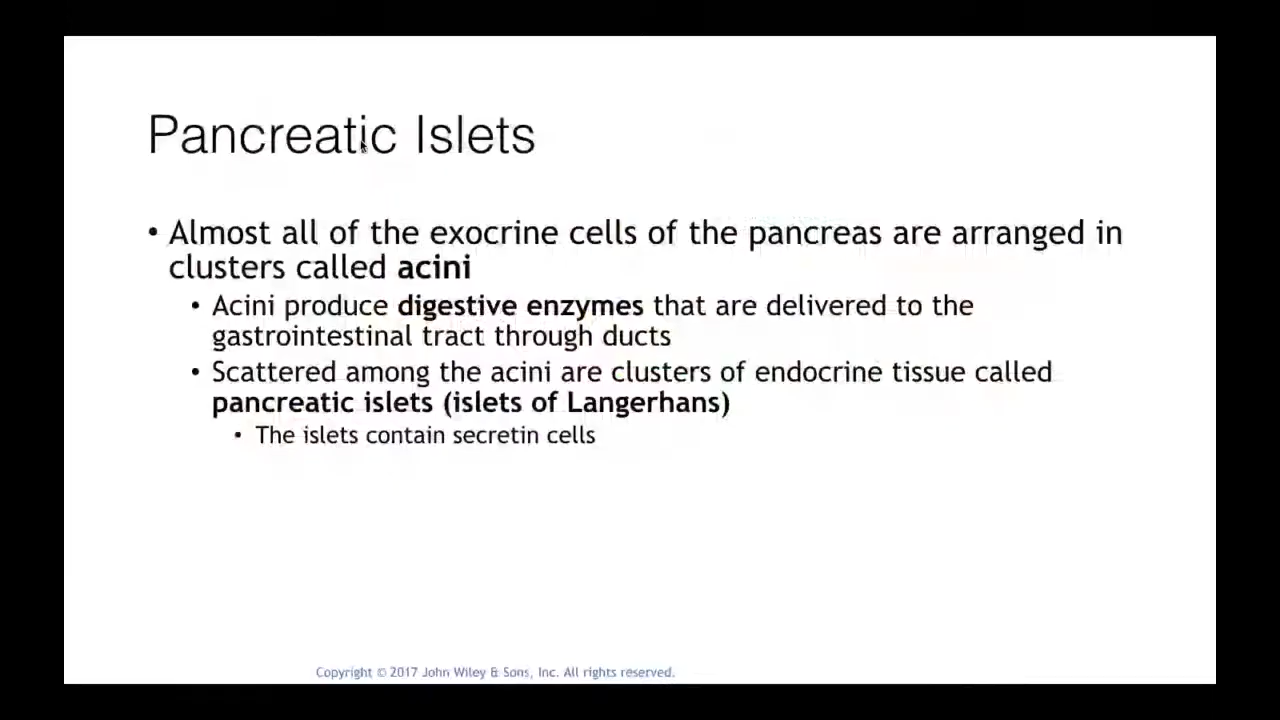 Pancreatic Islets
• Almost all of the exocrine cells of the pancreas are arranged in
clusters called acini
• Acini produce digestive enzymes that are delivered to the
gastrointestinal tract through ducts
• Scattered among the acini are clusters of endocrine tissue called
pancreatic islets (islets of Langerhans)
• The islets contain secretin cells
Copyright © 2017 John Wiley & Sons, Inc. All rights reserved.